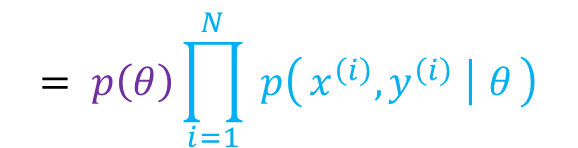 = p(θ) ∏_{i=1}^{N} p( x^{(i)}, y^{(i)} | θ )